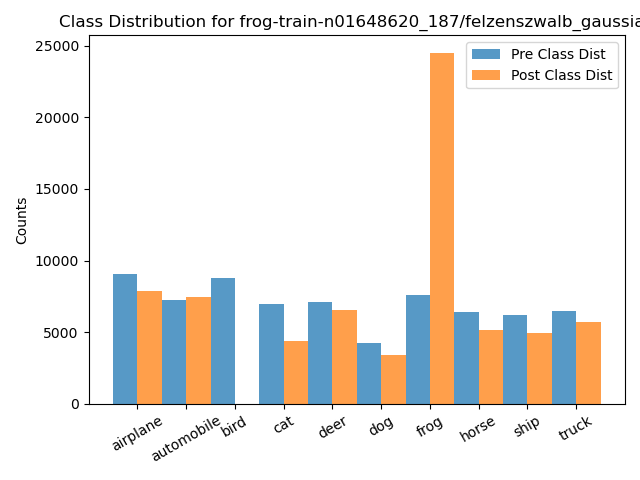 Class Distribution for frog-train-n01648620_187/felzenszwalb_gaussia
Pre Class Dist
Post Class Dist
25000
20000
15000
10000
5000
0
Counts
airplane
automobile
bird
cat
deer
dog
frog
horse
ship
truck